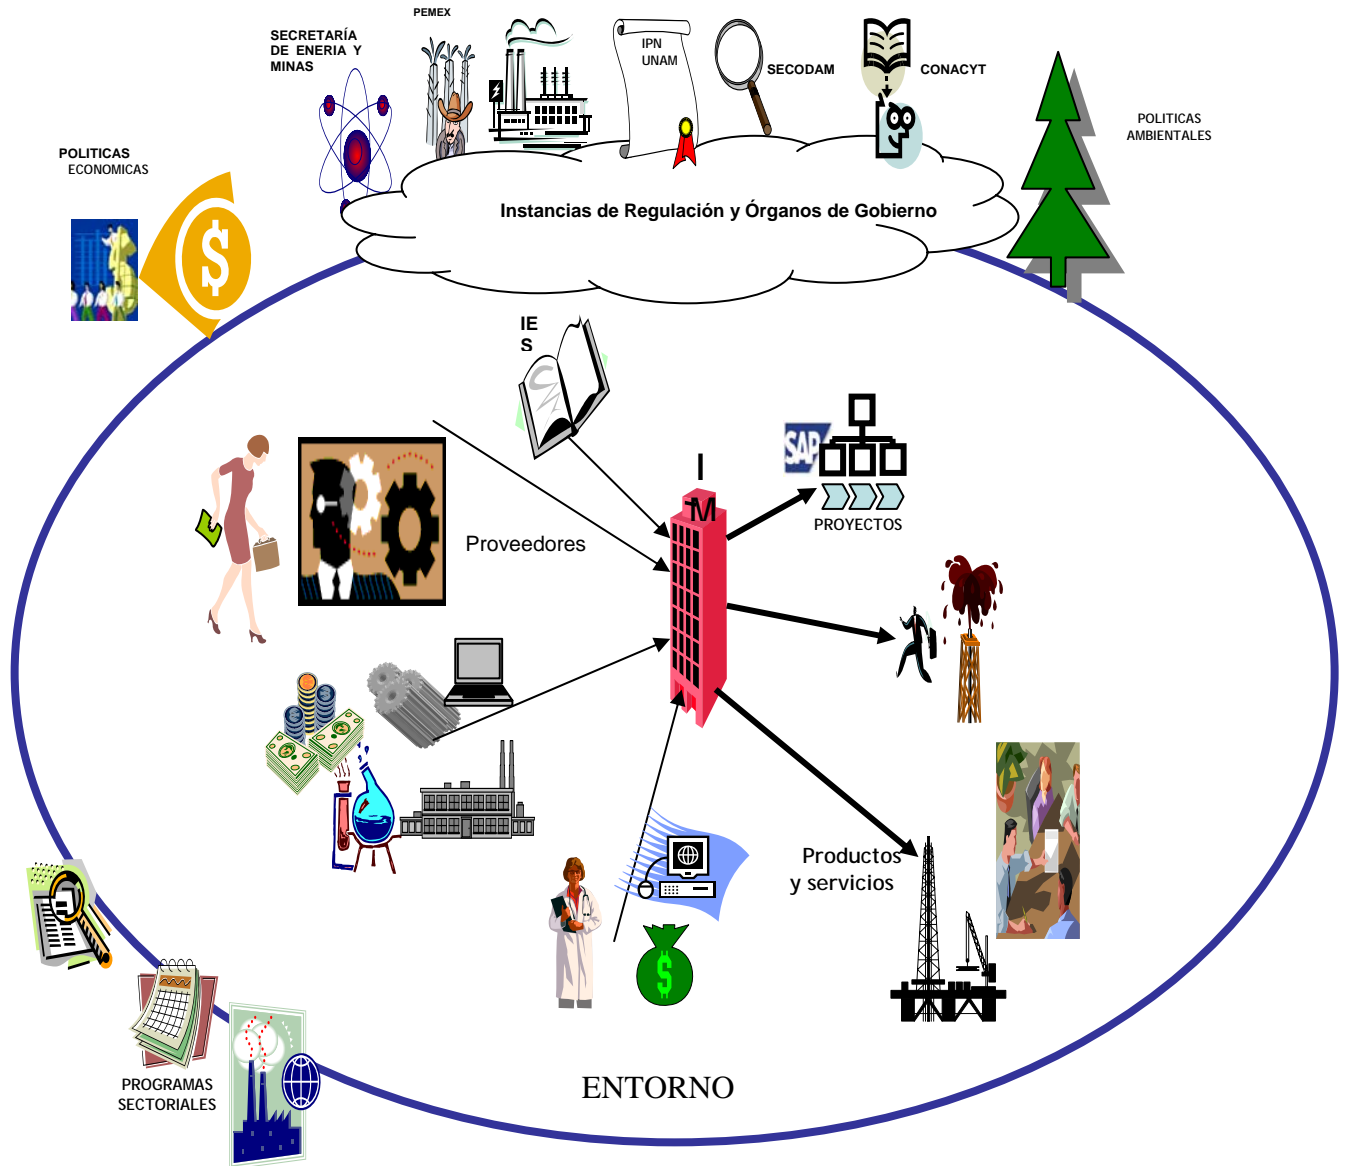 PEMEX
SECRETARÍA
DE ENERIA Y
MINAS
IPN
UNAM
SECODAM
CONACYT
POLITICAS
AMBIENTALES
POLITICAS
ECONOMICAS
$
Instancias de Regulación y Órganos de Gobierno
IE
S
SAP
I
M
PROYECTOS
Proveedores
Productos
y servicios
$
PROGRAMAS
SECTORIALES
ENTORNO